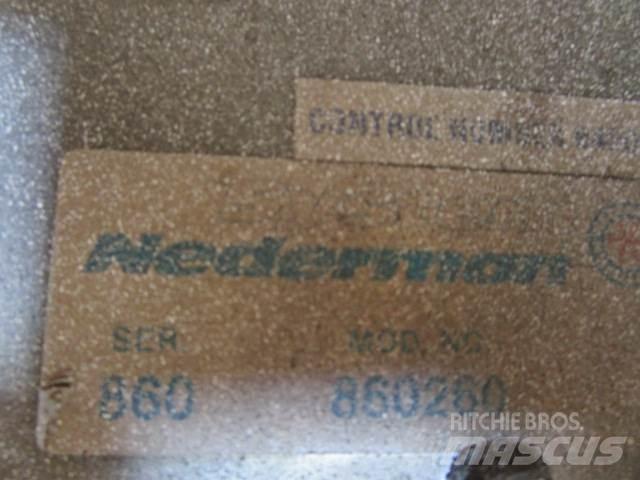 CONTROL NUMBER
Nederman
SER. MOD. NO.
860 860260
RITCHIE BROS.
MASCUS